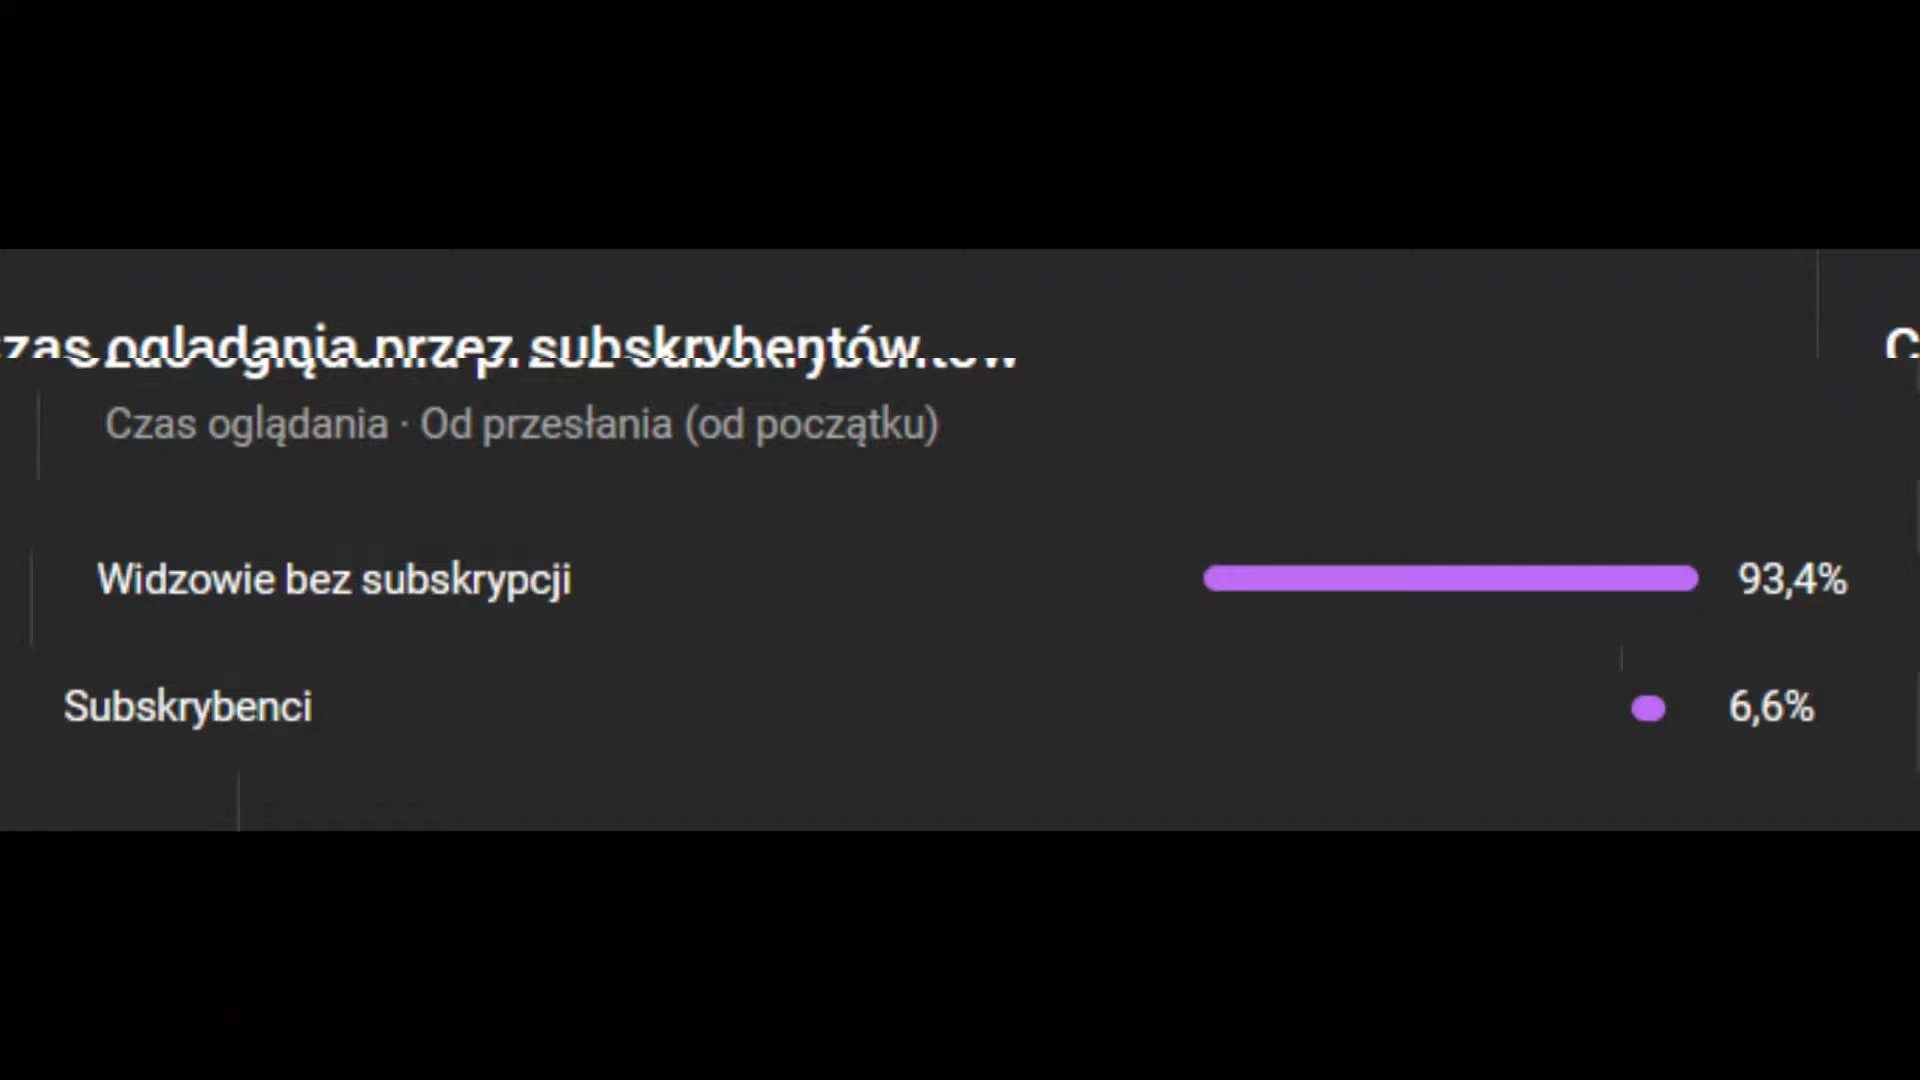 czas oglądania przez subskrybentów
Czas oglądania · Od przesłania (od początku)
Widzowie bez subskrypcji 93,4%
Subskrybenci 6,6%